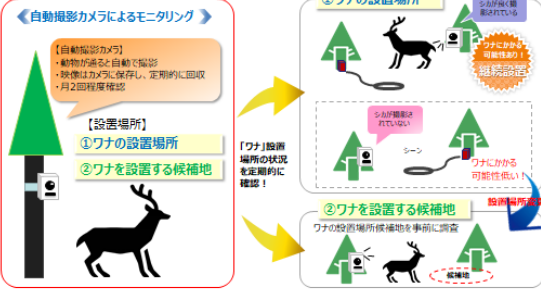 自動撮影カメラによるモニタリング
【自動撮影カメラ】
・動物が通ると自動で撮影
・映像はカメラに保存し、定期的に回収
・月2回程度確認
【設置場所】
①ワナの設置場所
②ワナを設置する候補地
「ワナ」設置
場所の状況
を定期的に
確認！
①ワナの設置場所
シカが良く撮
影されている
ワナにかかる
可能性あり！
継続設置
シカが撮影さ
れていない
シーン
ワナにかかる
可能性低い！
設置場所
②ワナを設置する候補地
ワナの設置場所候補地を事前に調査
候補地